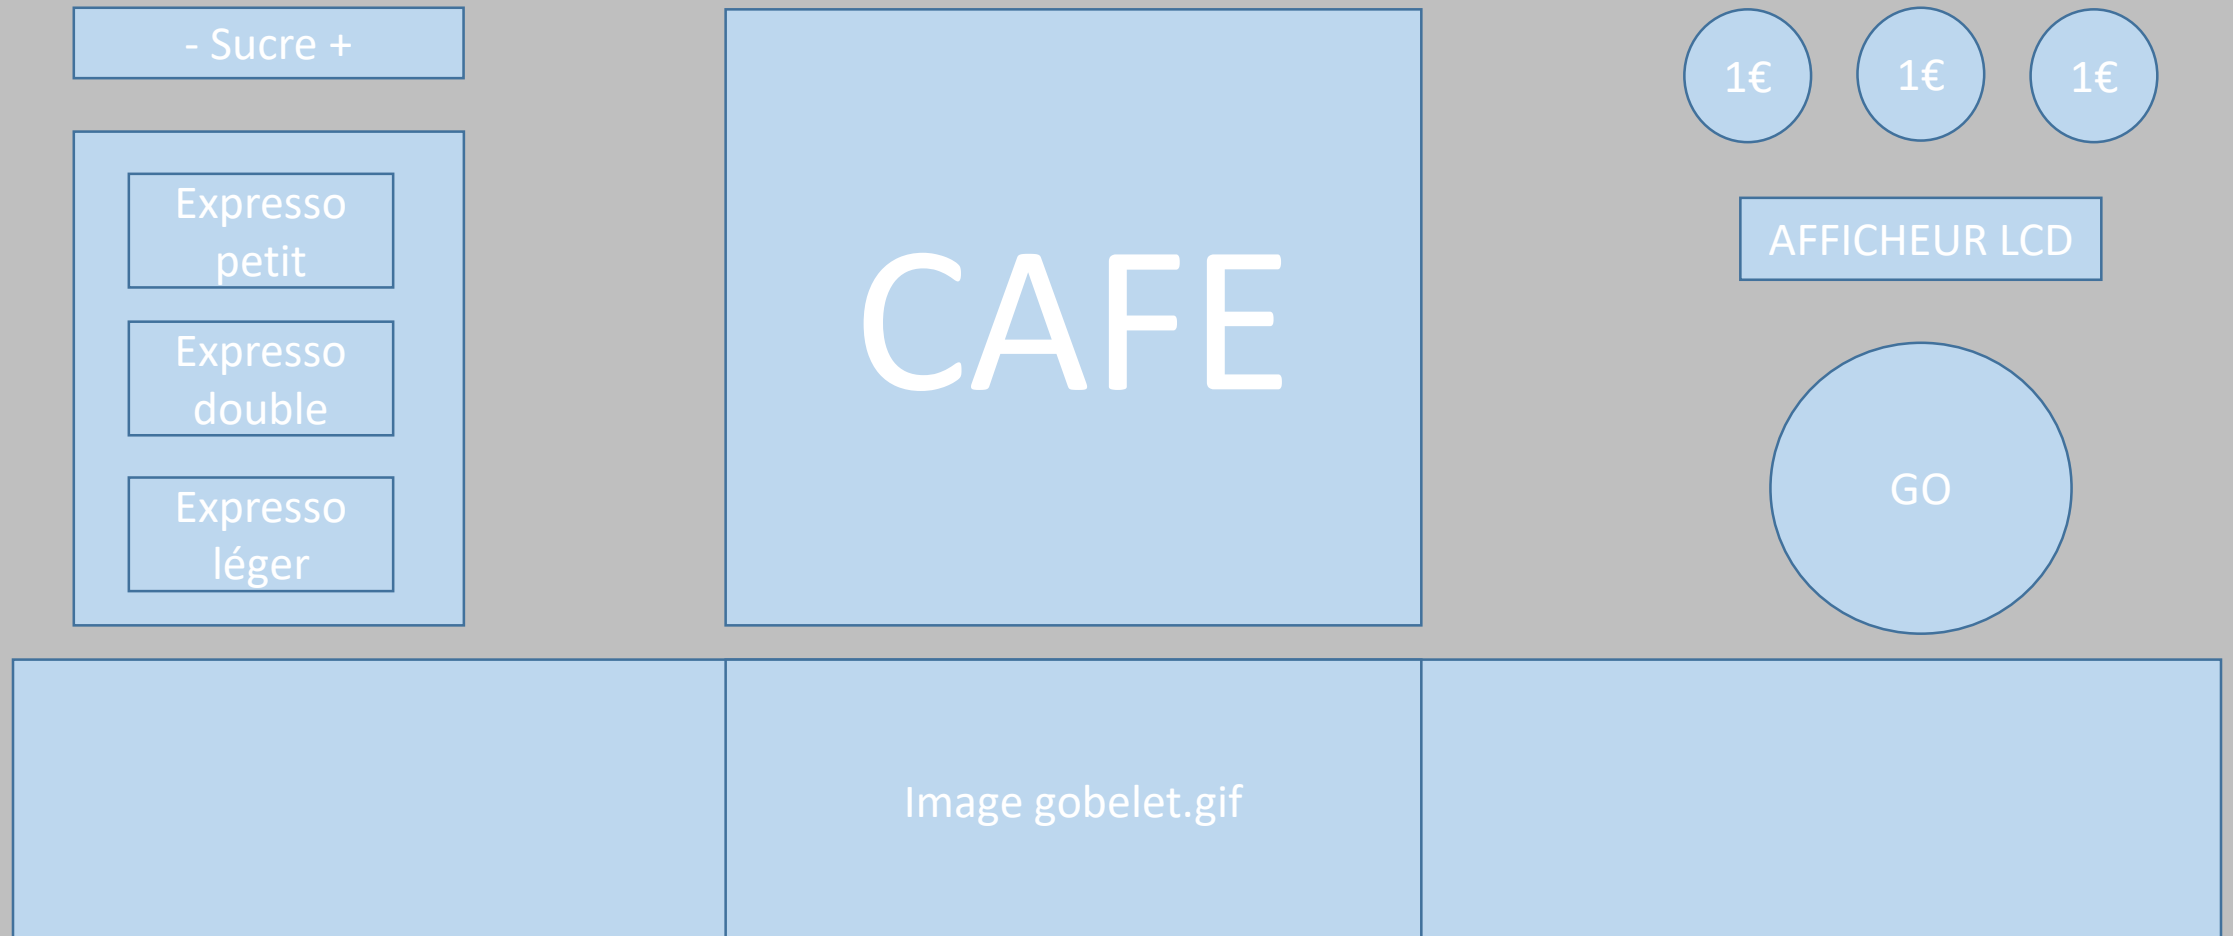 - Sucre +
Expresso
petit
Expresso
double
Expresso
léger
CAFE
1€
1€
1€
AFFICHEUR LCD
GO
Image gobelet.gif